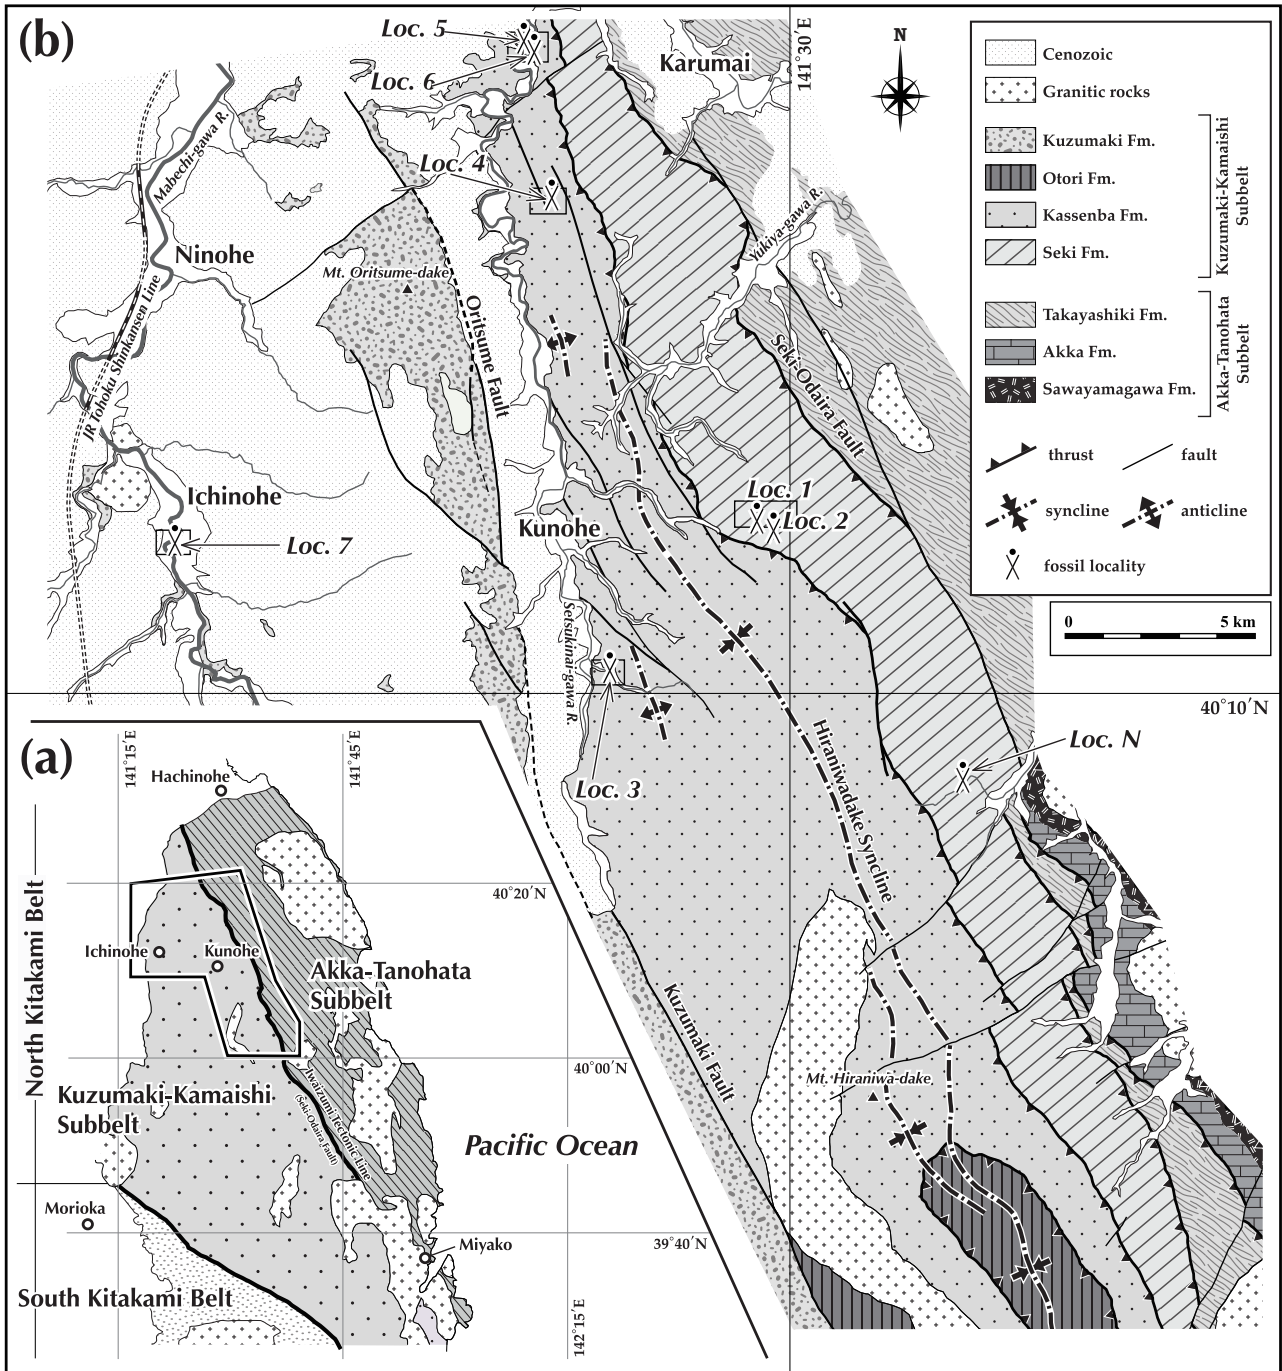 (b)
Loc. 5
Loc. 6
Karumai
141°30′E
N
Mabechi-gawa R.
Loc. 4
Ninohe
Mt. Oritsume-dake
Yukiya-gawa R.
JR Tohoku Shinkansen Line
Oritsume Fault
Seki-Odaira Fault
Ichinohe
Loc. 7
Kunohe
Loc. 1
Loc. 2
Setsukinai-gawa R.
Loc. 3
Hiraniwadake Syncline
40°10′N
Loc. N
Kuzumaki Fault
Mt. Hiraniwa-dake
Cenozoic
Granitic rocks
Kuzumaki Fm.
Otori Fm.
Kassenba Fm.
Seki Fm.
Kuzumaki-Kamaishi
Subbelt
Takayashiki Fm.
Akka Fm.
Sawayamagawa Fm.
Akka-Tanohata
Subbelt
thrust
fault
syncline
anticline
fossil locality
0
5 km
(a)
141°15′E
141°45′E
Hachinohe
40°20′N
North Kitakami Belt
Ichinohe
Kunohe
Akka-Tanohata
Subbelt
40°00′N
Kuzumaki-Kamaishi
Subbelt
Iwaizumi Tectonic Line
(Seki-Odaira Fault)
Pacific Ocean
Morioka
Miyako
39°40′N
South Kitakami Belt
142°15′E